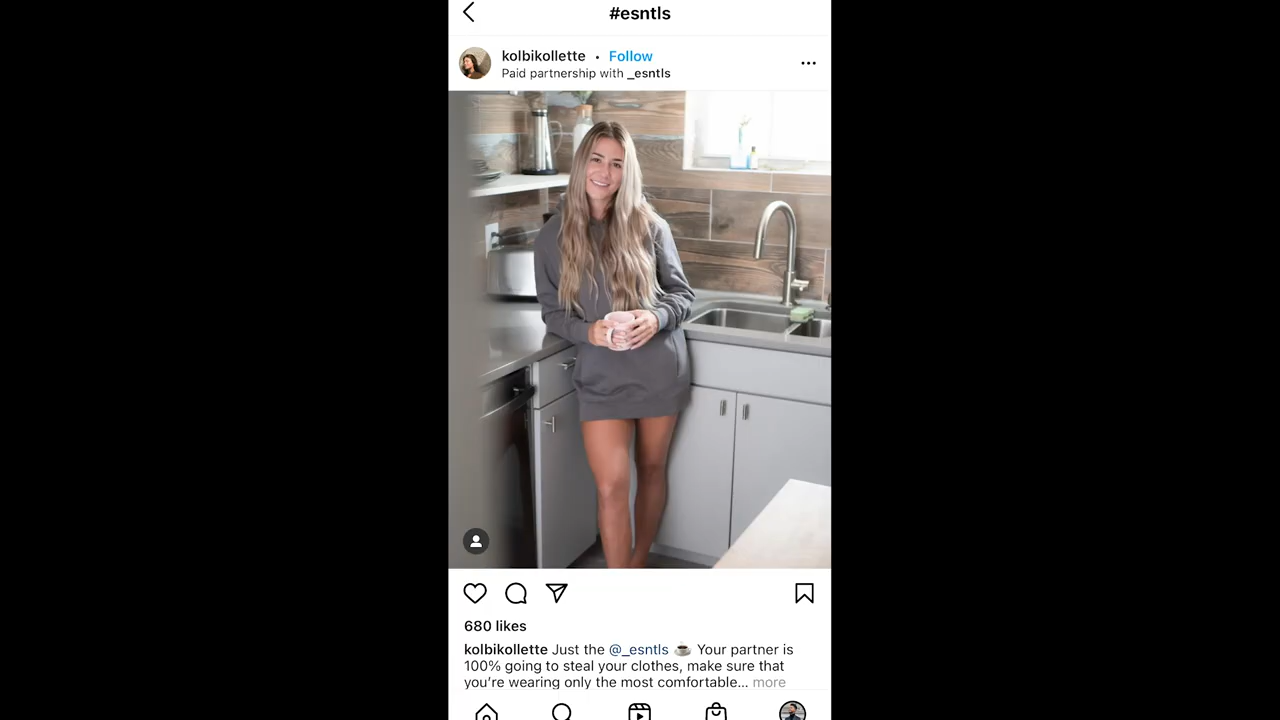 #esntls
kolbikollette • Follow
Paid partnership with _esntls
680 likes
kolbikollette Just the @_esntls ☕ Your partner is
100% going to steal your clothes, make sure that
you're wearing only the most comfortable... more